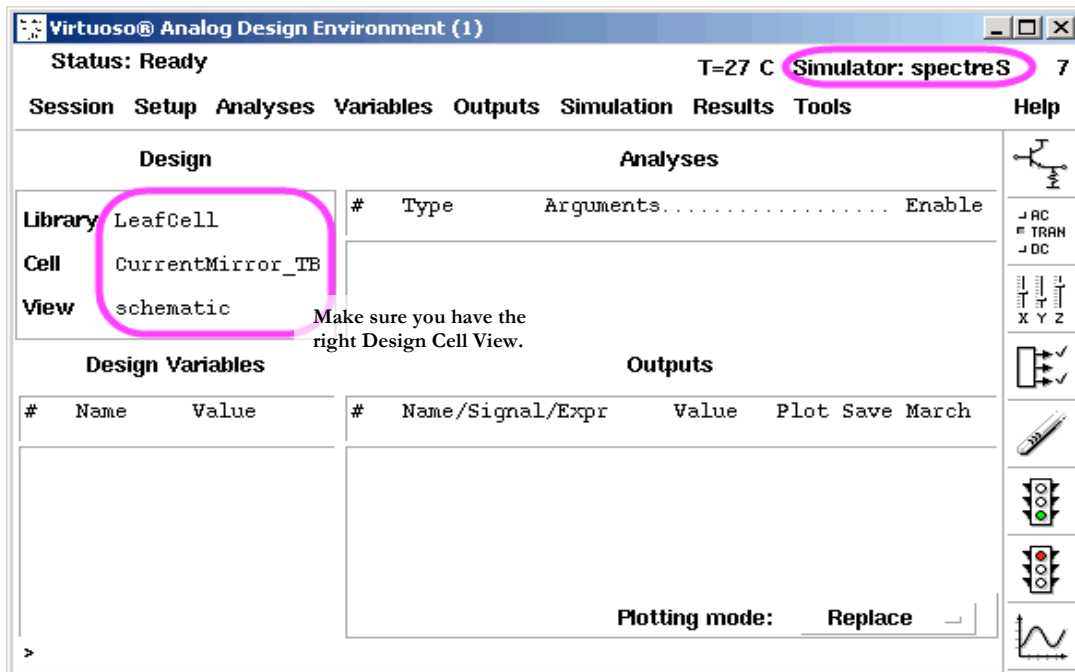 Virtuoso® Analog Design Environment (1)
Status: Ready
T=27 C Simulator: spectreS 7
Session Setup Analyses Variables Outputs Simulation Results Tools Help
Design
Analyses
Library LeafCell
Cell CurrentMirror_TB
View schematic
# Type Arguments.................. Enable
Make sure you have the
right Design Cell View.
Design Variables
Outputs
# Name Value
# Name/Signal/Expr Value Plot Save March
Plotting mode: Replace
>
AC
TRAN
DC
X Y Z